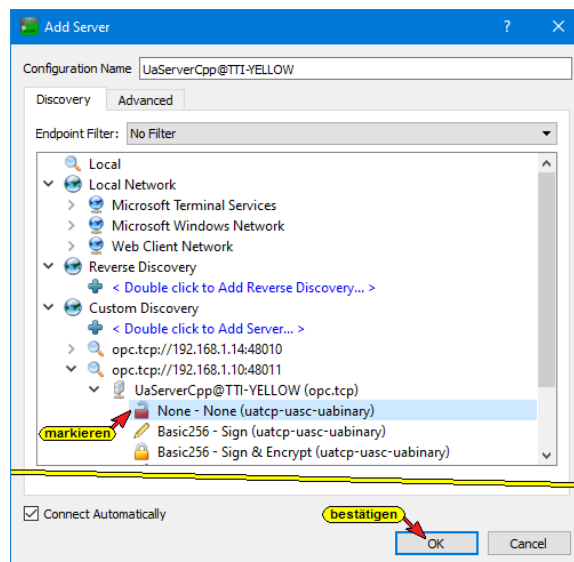 Add Server
Configuration Name UaServerCpp@TTI-YELLOW
Discovery Advanced
Endpoint Filter: No Filter
Local
Local Network
Microsoft Terminal Services
Microsoft Windows Network
Web Client Network
Reverse Discovery
< Double click to Add Reverse Discovery... >
Custom Discovery
< Double click to Add Server... >
opc.tcp://192.168.1.14:48010
opc.tcp://192.168.1.10:48011
UaServerCpp@TTI-YELLOW (opc.tcp)
None - None (uatcp-uasc-uabinary)
markieren Basic256 - Sign (uatcp-uasc-uabinary)
Basic256 - Sign & Encrypt (uatcp-uasc-uabinary)
Connect Automatically bestätigen
OK Cancel